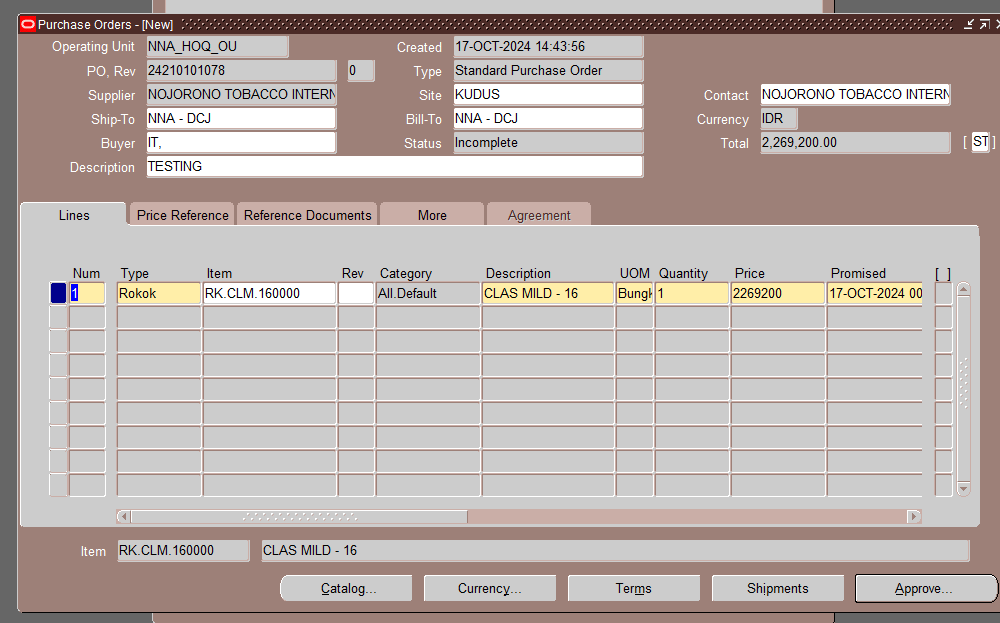 Purchase Orders - [New]
Operating Unit NNA_HOQ_OU Created 17-OCT-2024 14:43:56
PO, Rev 24210101078 0 Type Standard Purchase Order
Supplier NOJORONO TOBACCO INTERN Site KUDUS Contact NOJORONO TOBACCO INTERN
Ship-To NNA - DCJ Bill-To NNA - DCJ Currency IDR
Buyer IT, Status Incomplete Total 2,269,200.00 [ ST ]
Description TESTING
Lines Price Reference Reference Documents More Agreement
Num Type Item Rev Category Description UOM Quantity Price Promised [ ]
1 Rokok RK.CLM.160000 All.Default CLAS MILD - 16 Bungk 1 2269200 17-OCT-2024 00
Item RK.CLM.160000 CLAS MILD - 16
Catalog... Currency... Terms Shipments Approve...